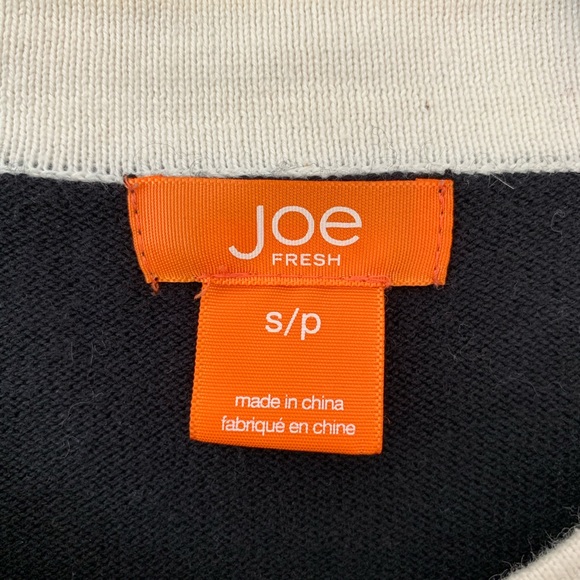 Joe
FRESH
s/p
made in china
fabriqué en chine